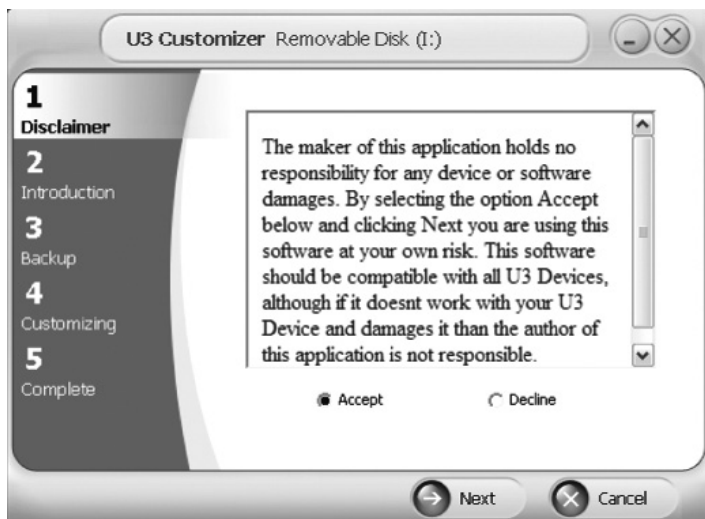 U3 Customizer Removable Disk (I:)
1
Disclaimer
2
Introduction
3
Backup
4
Customizing
5
Complete
The maker of this application holds no
responsibility for any device or software
damages. By selecting the option Accept
below and clicking Next you are using this
software at your own risk. This software
should be compatible with all U3 Devices,
although if it doesnt work with your U3
Device and damages it than the author of
this application is not responsible.
Accept Decline
Next Cancel